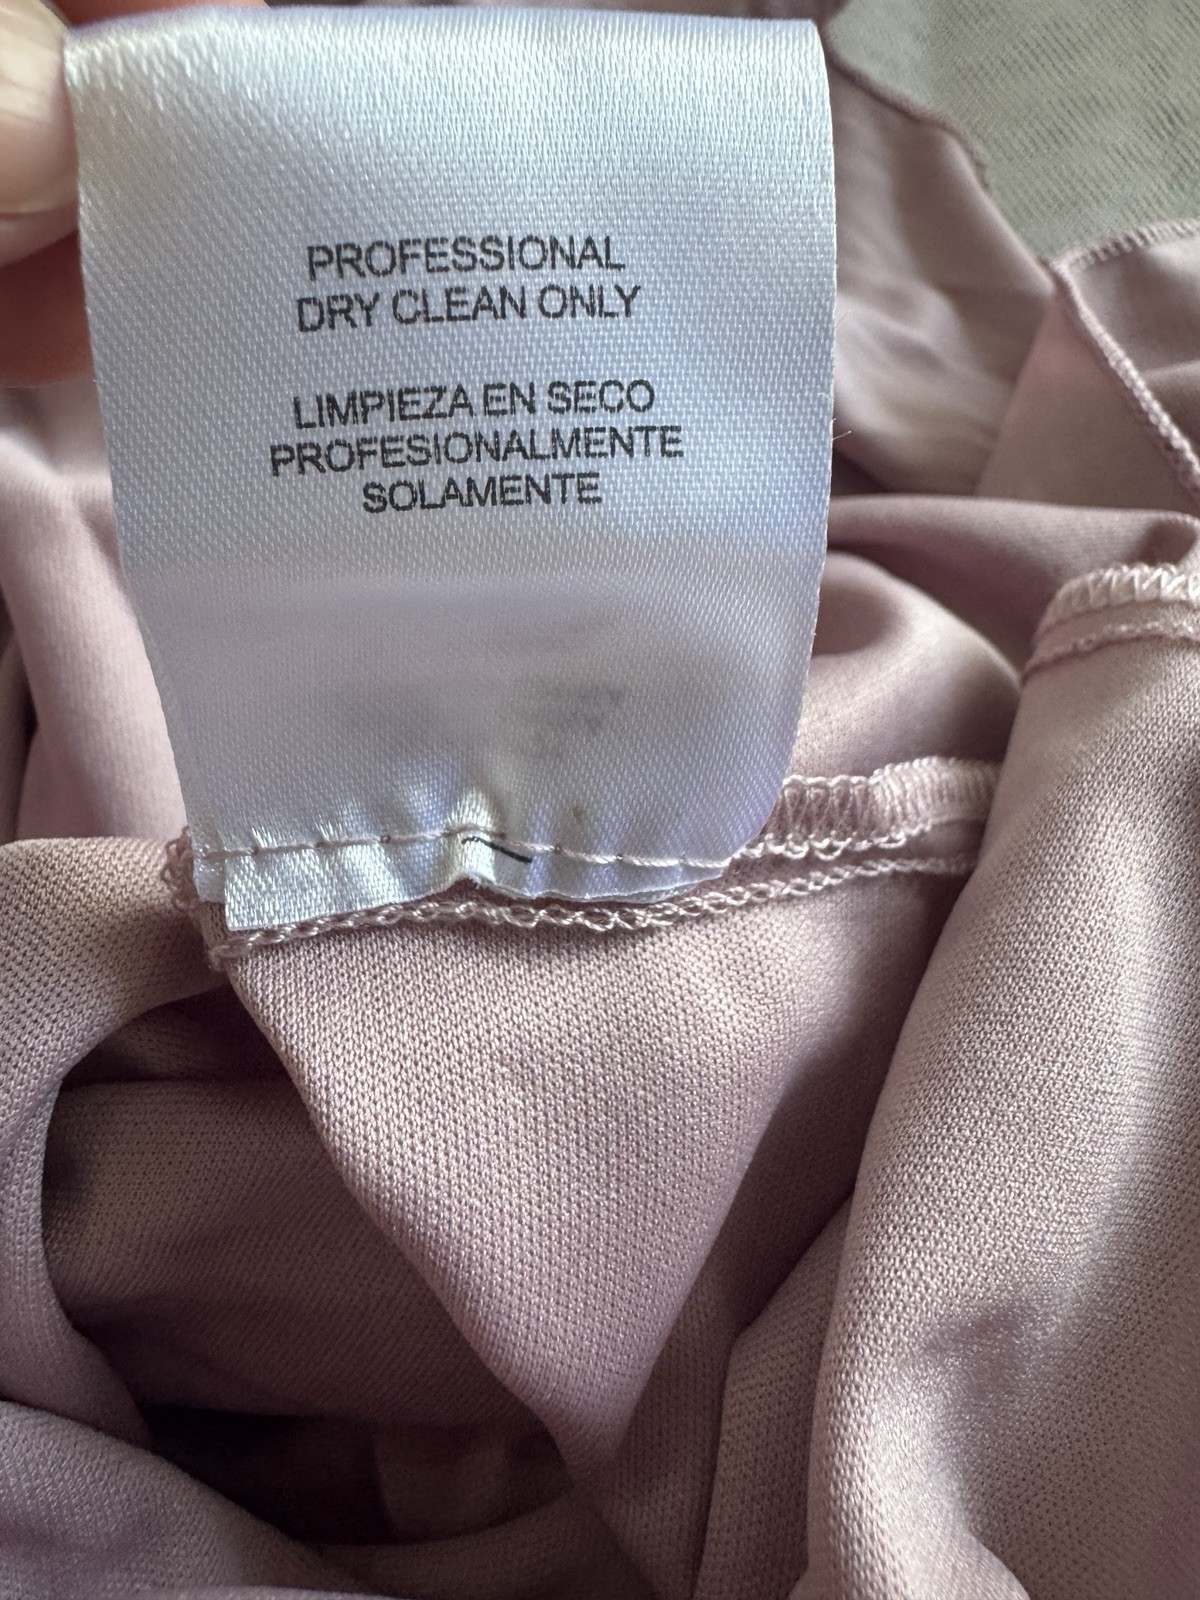 PROFESSIONAL
DRY CLEAN ONLY
LIMPIEZA EN SECO
PROFESIONALMENTE
SOLAMENTE